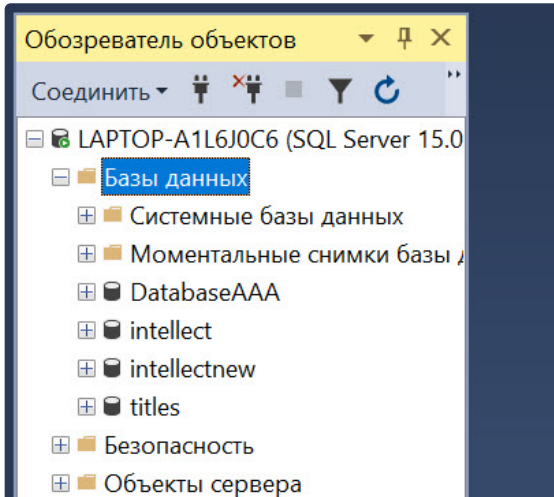 Обозреватель объектов
Соединить
LAPTOP-A1L6J0C6 (SQL Server 15.0
Базы данных
Системные базы данных
Моментальные снимки базы
DatabaseAAA
intellect
intellectnew
titles
Безопасность
Объекты сервера